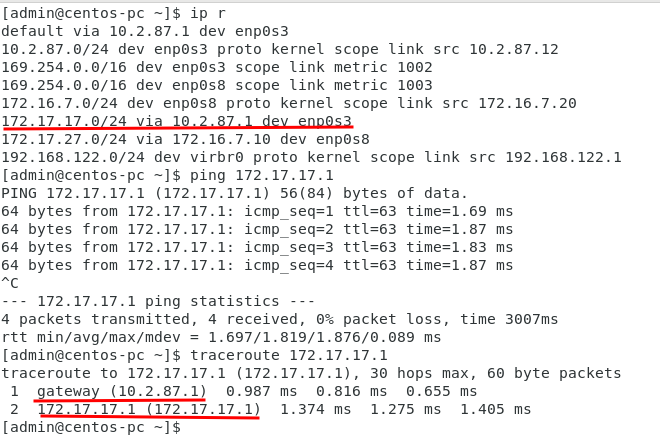 [admin@centos-pc ~]$ ip r
default via 10.2.87.1 dev enp0s3
10.2.87.0/24 dev enp0s3 proto kernel scope link src 10.2.87.12
169.254.0.0/16 dev enp0s3 scope link metric 1002
169.254.0.0/16 dev enp0s8 scope link metric 1003
172.16.7.0/24 dev enp0s8 proto kernel scope link src 172.16.7.20
172.17.17.0/24 via 10.2.87.1 dev enp0s3
172.17.27.0/24 via 172.16.7.10 dev enp0s8
192.168.122.0/24 dev virbr0 proto kernel scope link src 192.168.122.1
[admin@centos-pc ~]$ ping 172.17.17.1
PING 172.17.17.1 (172.17.17.1) 56(84) bytes of data.
64 bytes from 172.17.17.1: icmp_seq=1 ttl=63 time=1.69 ms
64 bytes from 172.17.17.1: icmp_seq=2 ttl=63 time=1.87 ms
64 bytes from 172.17.17.1: icmp_seq=3 ttl=63 time=1.83 ms
64 bytes from 172.17.17.1: icmp_seq=4 ttl=63 time=1.87 ms
^C
--- 172.17.17.1 ping statistics ---
4 packets transmitted, 4 received, 0% packet loss, time 3007ms
rtt min/avg/max/mdev = 1.697/1.819/1.876/0.089 ms
[admin@centos-pc ~]$ traceroute 172.17.17.1
traceroute to 172.17.17.1 (172.17.17.1), 30 hops max, 60 byte packets
 1  gateway (10.2.87.1)  0.987 ms  0.816 ms  0.655 ms
 2  172.17.17.1 (172.17.17.1)  1.374 ms  1.275 ms  1.405 ms
[admin@centos-pc ~]$